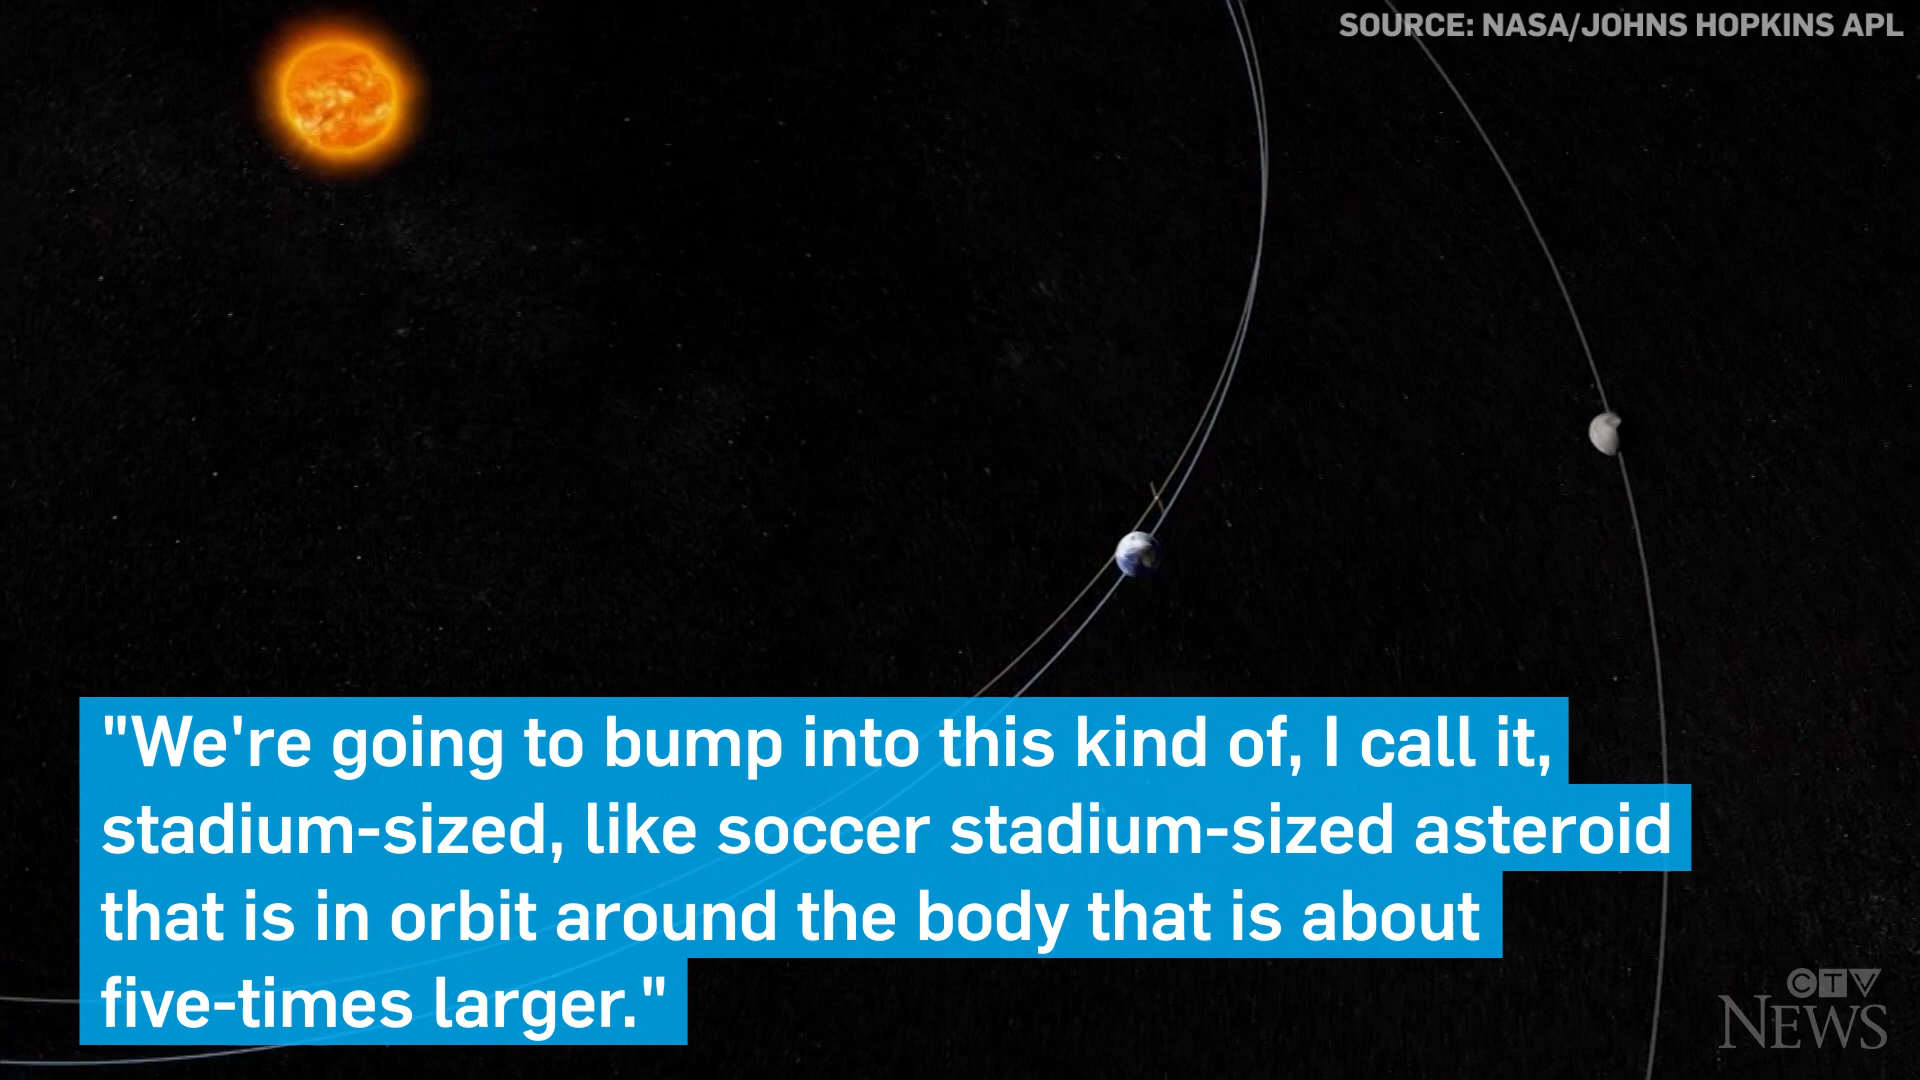 SOURCE: NASA/JOHNS HOPKINS APL
"We're going to bump into this kind of, I call it,
stadium-sized, like soccer stadium-sized asteroid
that is in orbit around the body that is about
five-times larger."
CTV
NEWS